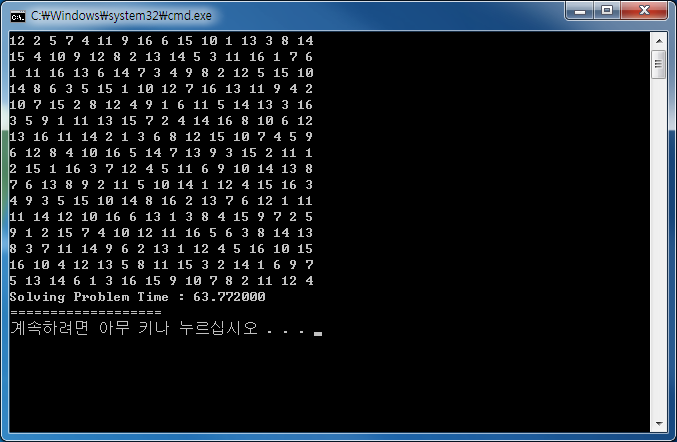 C:₩Windows₩system32₩cmd.exe
12 2 5 7 4 11 9 16 6 15 10 1 13 3 8 14
15 4 10 9 12 8 2 13 14 5 3 11 16 1 7 6
1 11 16 13 6 14 7 3 4 9 8 2 12 5 15 10
14 8 6 3 5 15 1 10 12 7 16 13 11 9 4 2
10 7 15 2 8 12 4 9 1 6 11 5 14 13 3 16
3 5 9 1 11 13 15 7 2 4 14 16 8 10 6 12
13 16 11 14 2 1 3 6 8 12 15 10 7 4 5 9
6 12 8 4 10 16 5 14 7 13 9 3 15 2 11 1
2 15 1 16 3 7 12 4 5 11 6 9 10 14 13 8
7 6 13 8 9 2 11 5 10 14 1 12 4 15 16 3
4 9 3 5 15 10 14 8 16 2 13 7 6 12 1 11
11 14 12 10 16 6 13 1 3 8 4 15 9 7 2 5
9 1 2 15 7 4 10 12 11 16 5 6 3 8 14 13
8 3 7 11 14 9 6 2 13 1 12 4 5 16 10 15
16 10 4 12 13 5 8 11 15 3 2 14 1 6 9 7
5 13 14 6 1 3 16 15 9 10 7 8 2 11 12 4
Solving Problem Time : 63.772000
===================
계속하려면 아무 키나 누르십시오 . . .